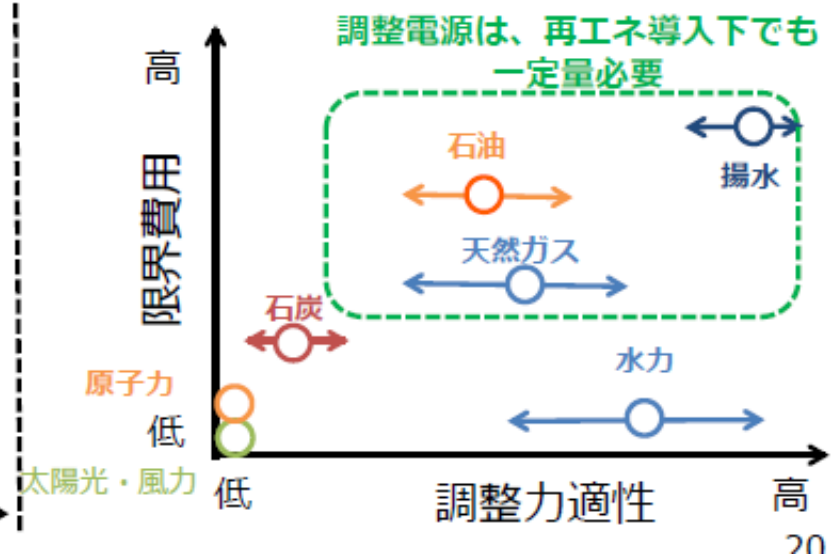 調整電源は、再エネ導入下でも
一定量必要
高
限界費用
石油
揚水
天然ガス
石炭
水力
原子力
低
太陽光・風力
低
調整力適性
高
20